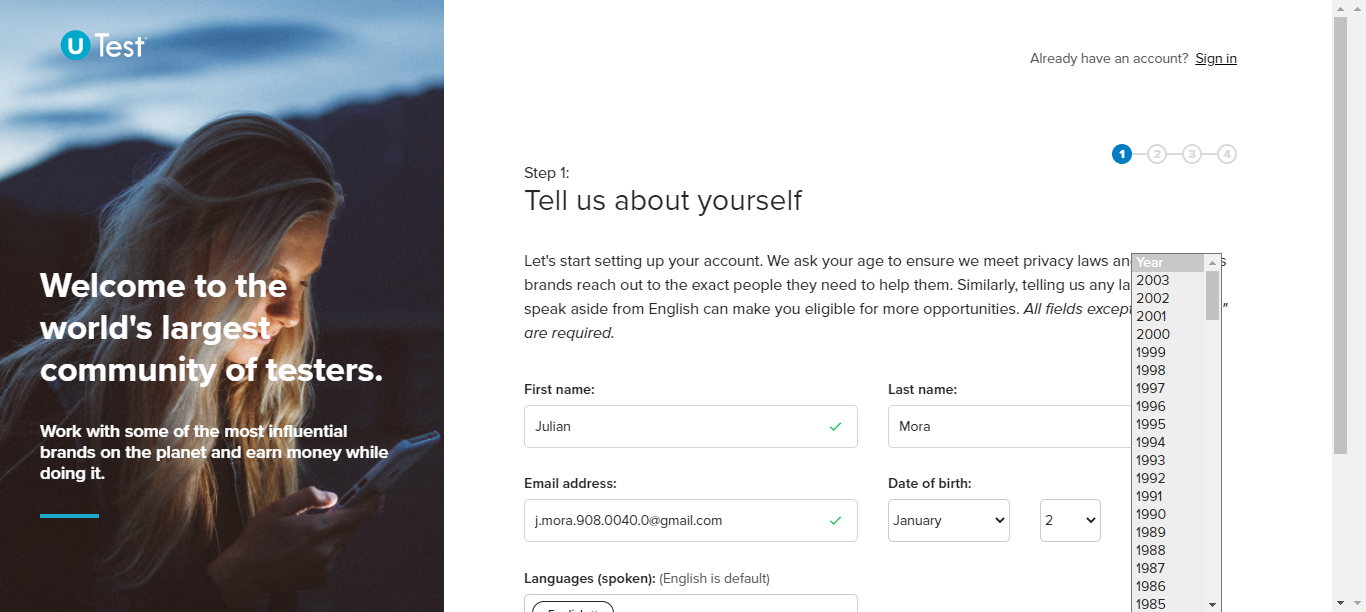 uTest
Already have an account? Sign in
1 2 3 4
Step 1:
Tell us about yourself
Let's start setting up your account. We ask your age to ensure we meet privacy laws an
brands reach out to the exact people they need to help them. Similarly, telling us any la
speak aside from English can make you eligible for more opportunities. All fields excep
are required.
Welcome to the
world's largest
community of testers.
Work with some of the most influential
brands on the planet and earn money while
doing it.
First name:
Last name:
Julian
Mora
Email address:
Date of birth:
j.mora.908.0040.0@gmail.com
January
2
Year
2003
2002
2001
2000
1999
1998
1997
1996
1995
1994
1993
1992
1991
1990
1989
1988
1987
1986
1985
Languages (spoken): (English is default)